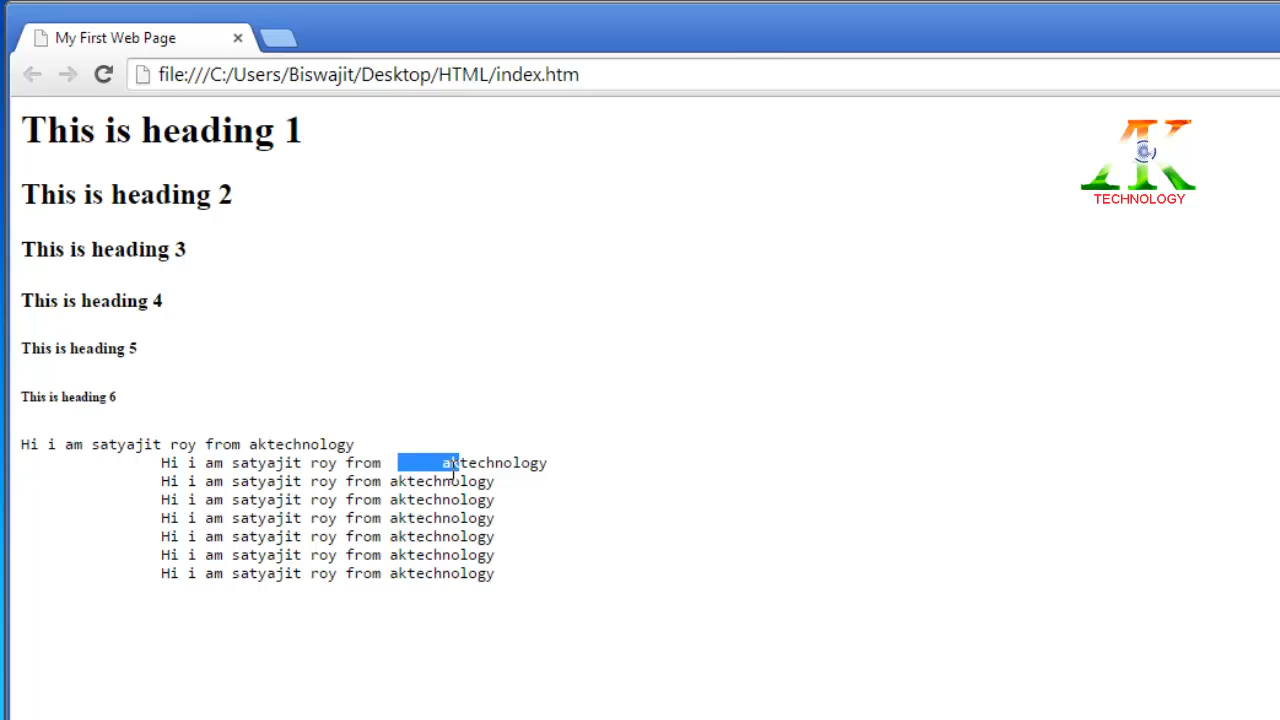 My First Web Page
file:///C:/Users/Biswajit/Desktop/HTML/index.htm
This is heading 1
AK
TECHNOLOGY
This is heading 2
This is heading 3
This is heading 4
This is heading 5
This is heading 6
Hi i am satyajit roy from aktechnology
Hi i am satyajit roy from       aktechnology
Hi i am satyajit roy from aktechnology
Hi i am satyajit roy from aktechnology
Hi i am satyajit roy from aktechnology
Hi i am satyajit roy from aktechnology
Hi i am satyajit roy from aktechnology
Hi i am satyajit roy from aktechnology